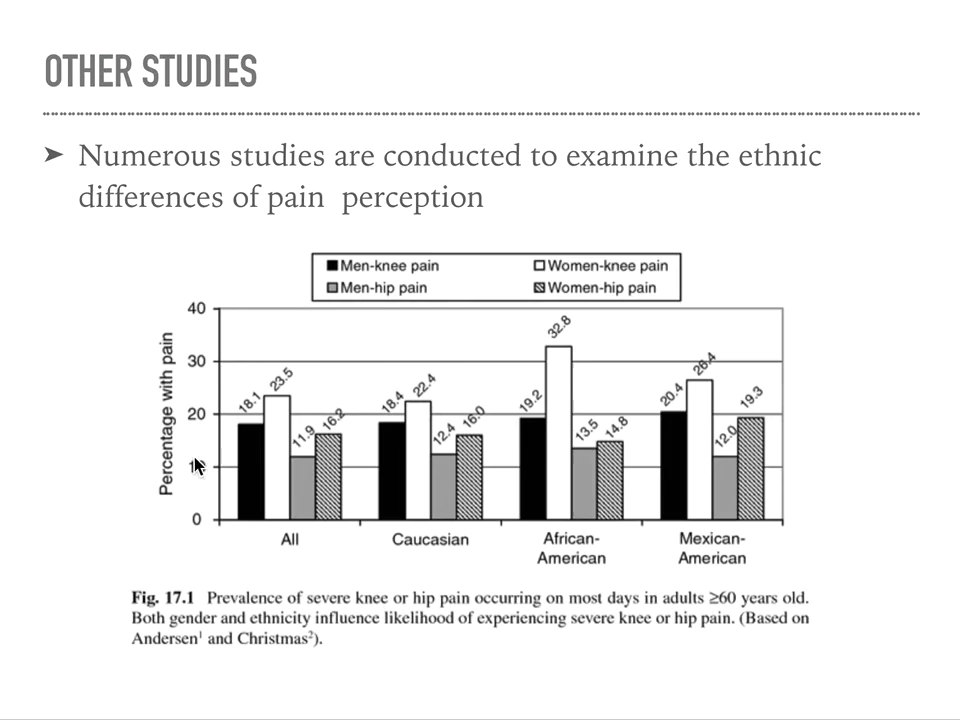 OTHER STUDIES
➤ Numerous studies are conducted to examine the ethnic
differences of pain perception
Men-knee pain
Women-knee pain
Men-hip pain
Women-hip pain
Percentage with pain
40
30
20
0
18.1
23.5
11.9
16.2
18.4
22.4
12.4
16.0
19.2
32.8
13.5
14.8
20.4
26.4
12.0
19.3
All
Caucasian
African-
American
Mexican-
American
Fig. 17.1 Prevalence of severe knee or hip pain occurring on most days in adults ≥60 years old.
Both gender and ethnicity influence likelihood of experiencing severe knee or hip pain. (Based on
Andersen¹ and Christmas²).